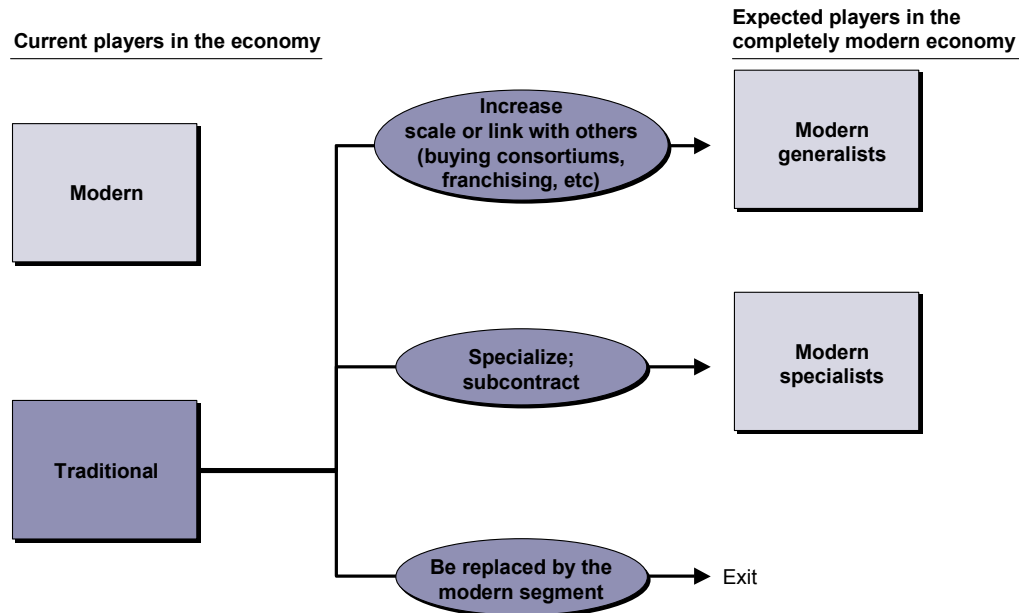 Current players in the economy
Expected players in the
completely modern economy
Modern
Increase
scale or link with others
(buying consortiums,
franchising, etc)
Modern
generalists
Specialize;
subcontract
Modern
specialists
Traditional
Be replaced by the
modern segment
Exit